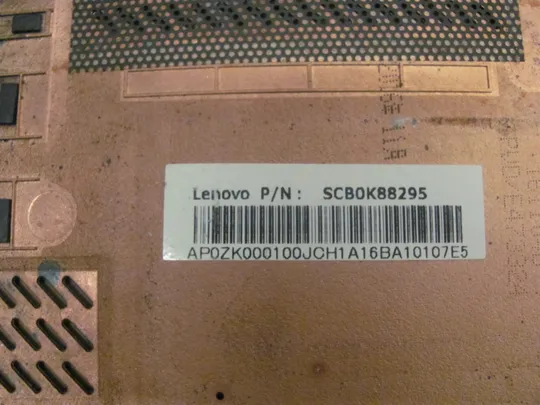 Lenovo P/N: SCB0K88295
AP0ZK000100JCH1A16BA10107E5